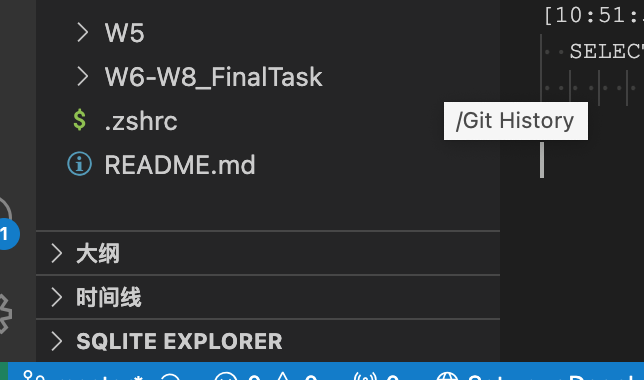 W5
W6-W8_FinalTask
$ .zshrc
README.md
[10:51:
SELECT
/Git History
1
大纲
时间线
SQLITE EXPLORER